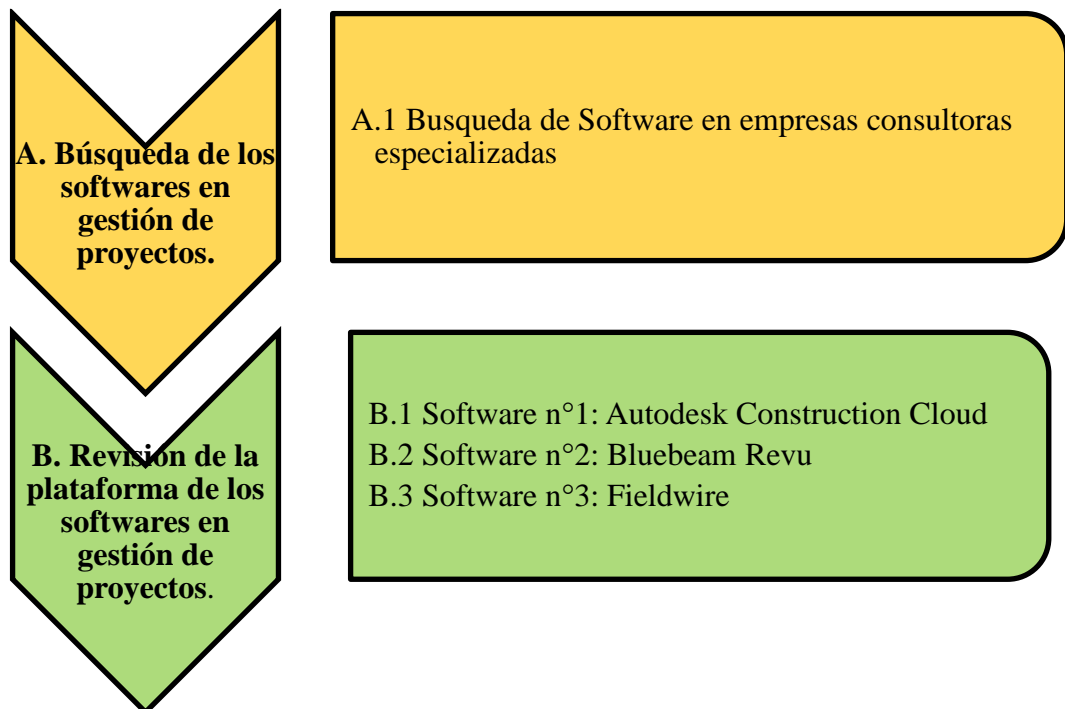 A. Búsqueda de los
softwares en
gestión de
proyectos.
A.1 Busqueda de Software en empresas consultoras
especializadas
B. Revisión de la
plataforma de los
softwares en
gestión de
proyectos.
B.1 Software n°1: Autodesk Construction Cloud
B.2 Software n°2: Bluebeam Revu
B.3 Software n°3: Fieldwire